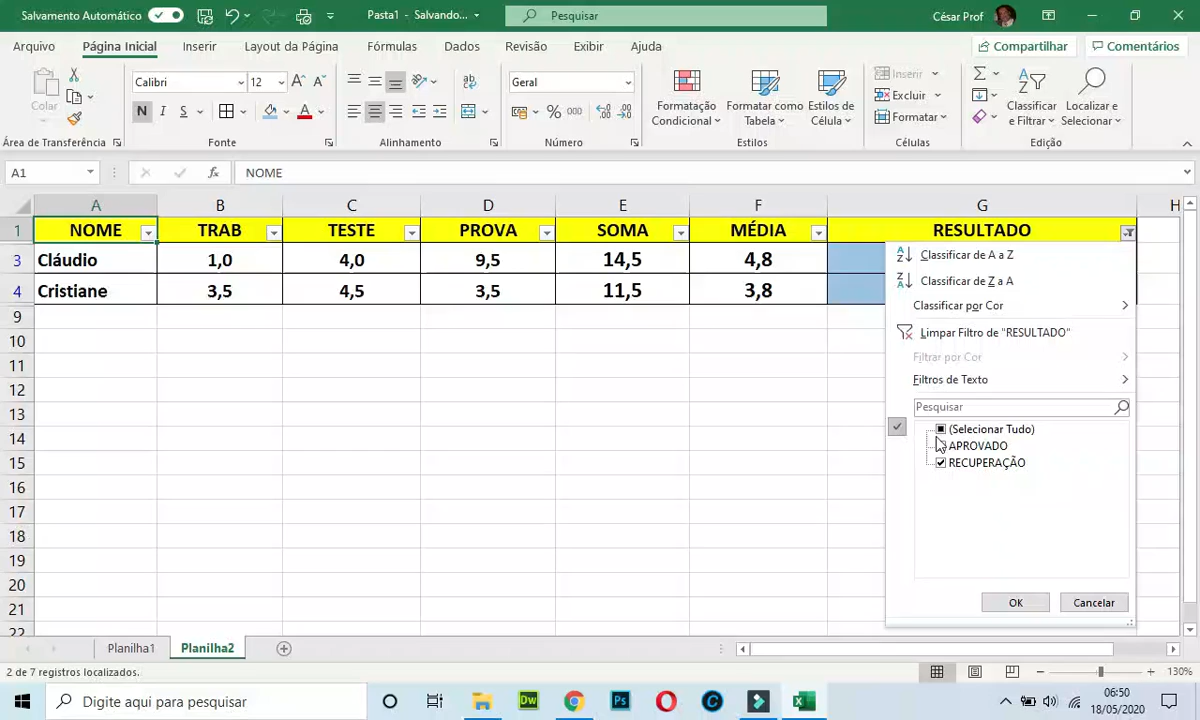 Salvamento Automático
Pasta1 - Salvando...
Pesquisar
César Prof
Arquivo
Página Inicial
Inserir
Layout da Página
Fórmulas
Dados
Revisão
Exibir
Ajuda
Compartilhar
Comentários
Colar
Calibri
12
N
I
S
Geral
Formatação
Condicional
Formatar como
Tabela
Estilos de
Célula
Inserir
Excluir
Formatar
Classificar
e Filtrar
Localizar e
Selecionar
Área de Transferência
Fonte
Alinhamento
Número
Estilos
Células
Edição
A1
NOME
A B C D E F G H
1 NOME TRAB TESTE PROVA SOMA MÉDIA RESULTADO
3 Cláudio 1,0 4,0 9,5 14,5 4,8
4 Cristiane 3,5 4,5 3,5 11,5 3,8
9
10
11
12
13
14
15
16
17
18
19
20
21
22
Classificar de A a Z
Classificar de Z a A
Classificar por Cor
Limpar Filtro de "RESULTADO"
Filtrar por Cor
Filtros de Texto
Pesquisar
(Selecionar Tudo)
APROVADO
RECUPERAÇÃO
OK
Cancelar
Planilha1
Planilha2
2 de 7 registros localizados.
130%
Digite aqui para pesquisar
06:50
18/05/2020